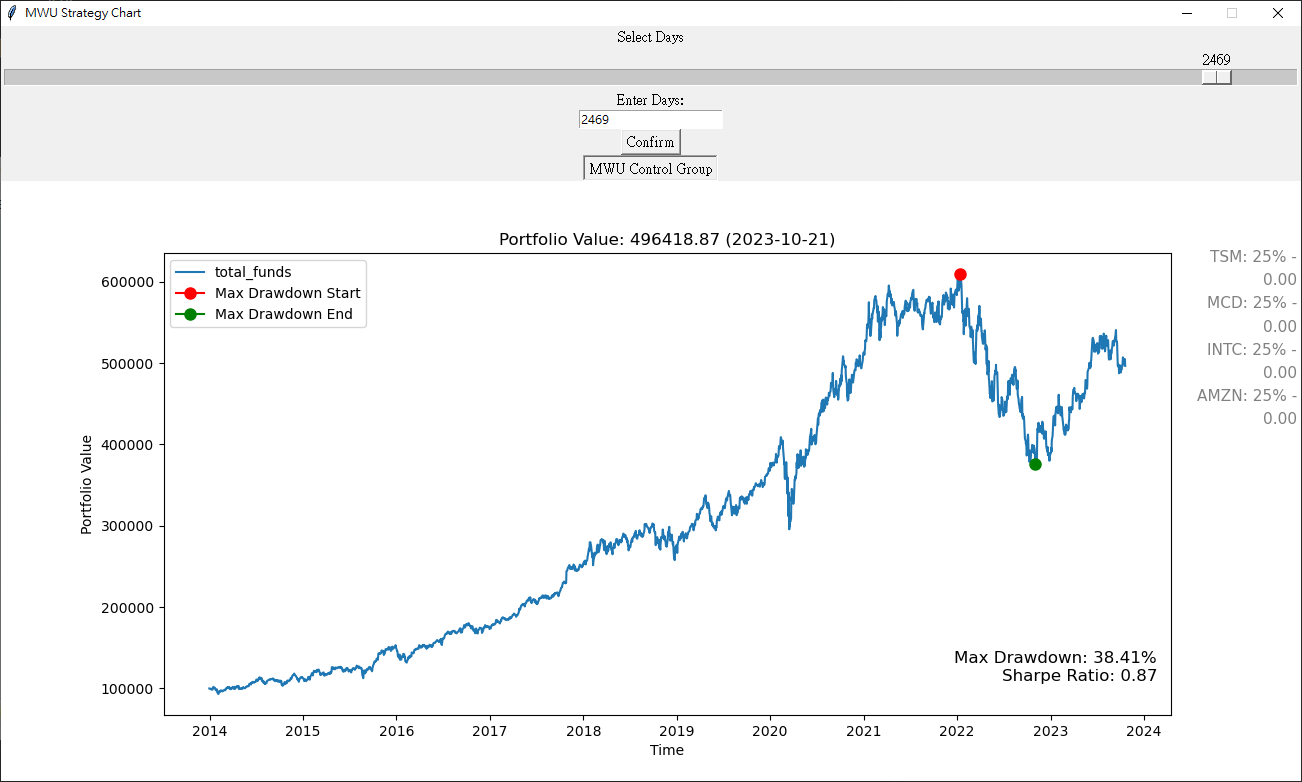 MWU Strategy Chart
Select Days
2469
Enter Days:
2469
Confirm
MWU Control Group
Portfolio Value: 496418.87 (2023-10-21)
total_funds
Max Drawdown Start
Max Drawdown End
600000
500000
400000
300000
200000
100000
Portfolio Value
TSM: 25% -
0.00
MCD: 25% -
0.00
INTC: 25% -
0.00
AMZN: 25% -
0.00
Max Drawdown: 38.41%
Sharpe Ratio: 0.87
2014 2015 2016 2017 2018 2019 2020 2021 2022 2023 2024
Time